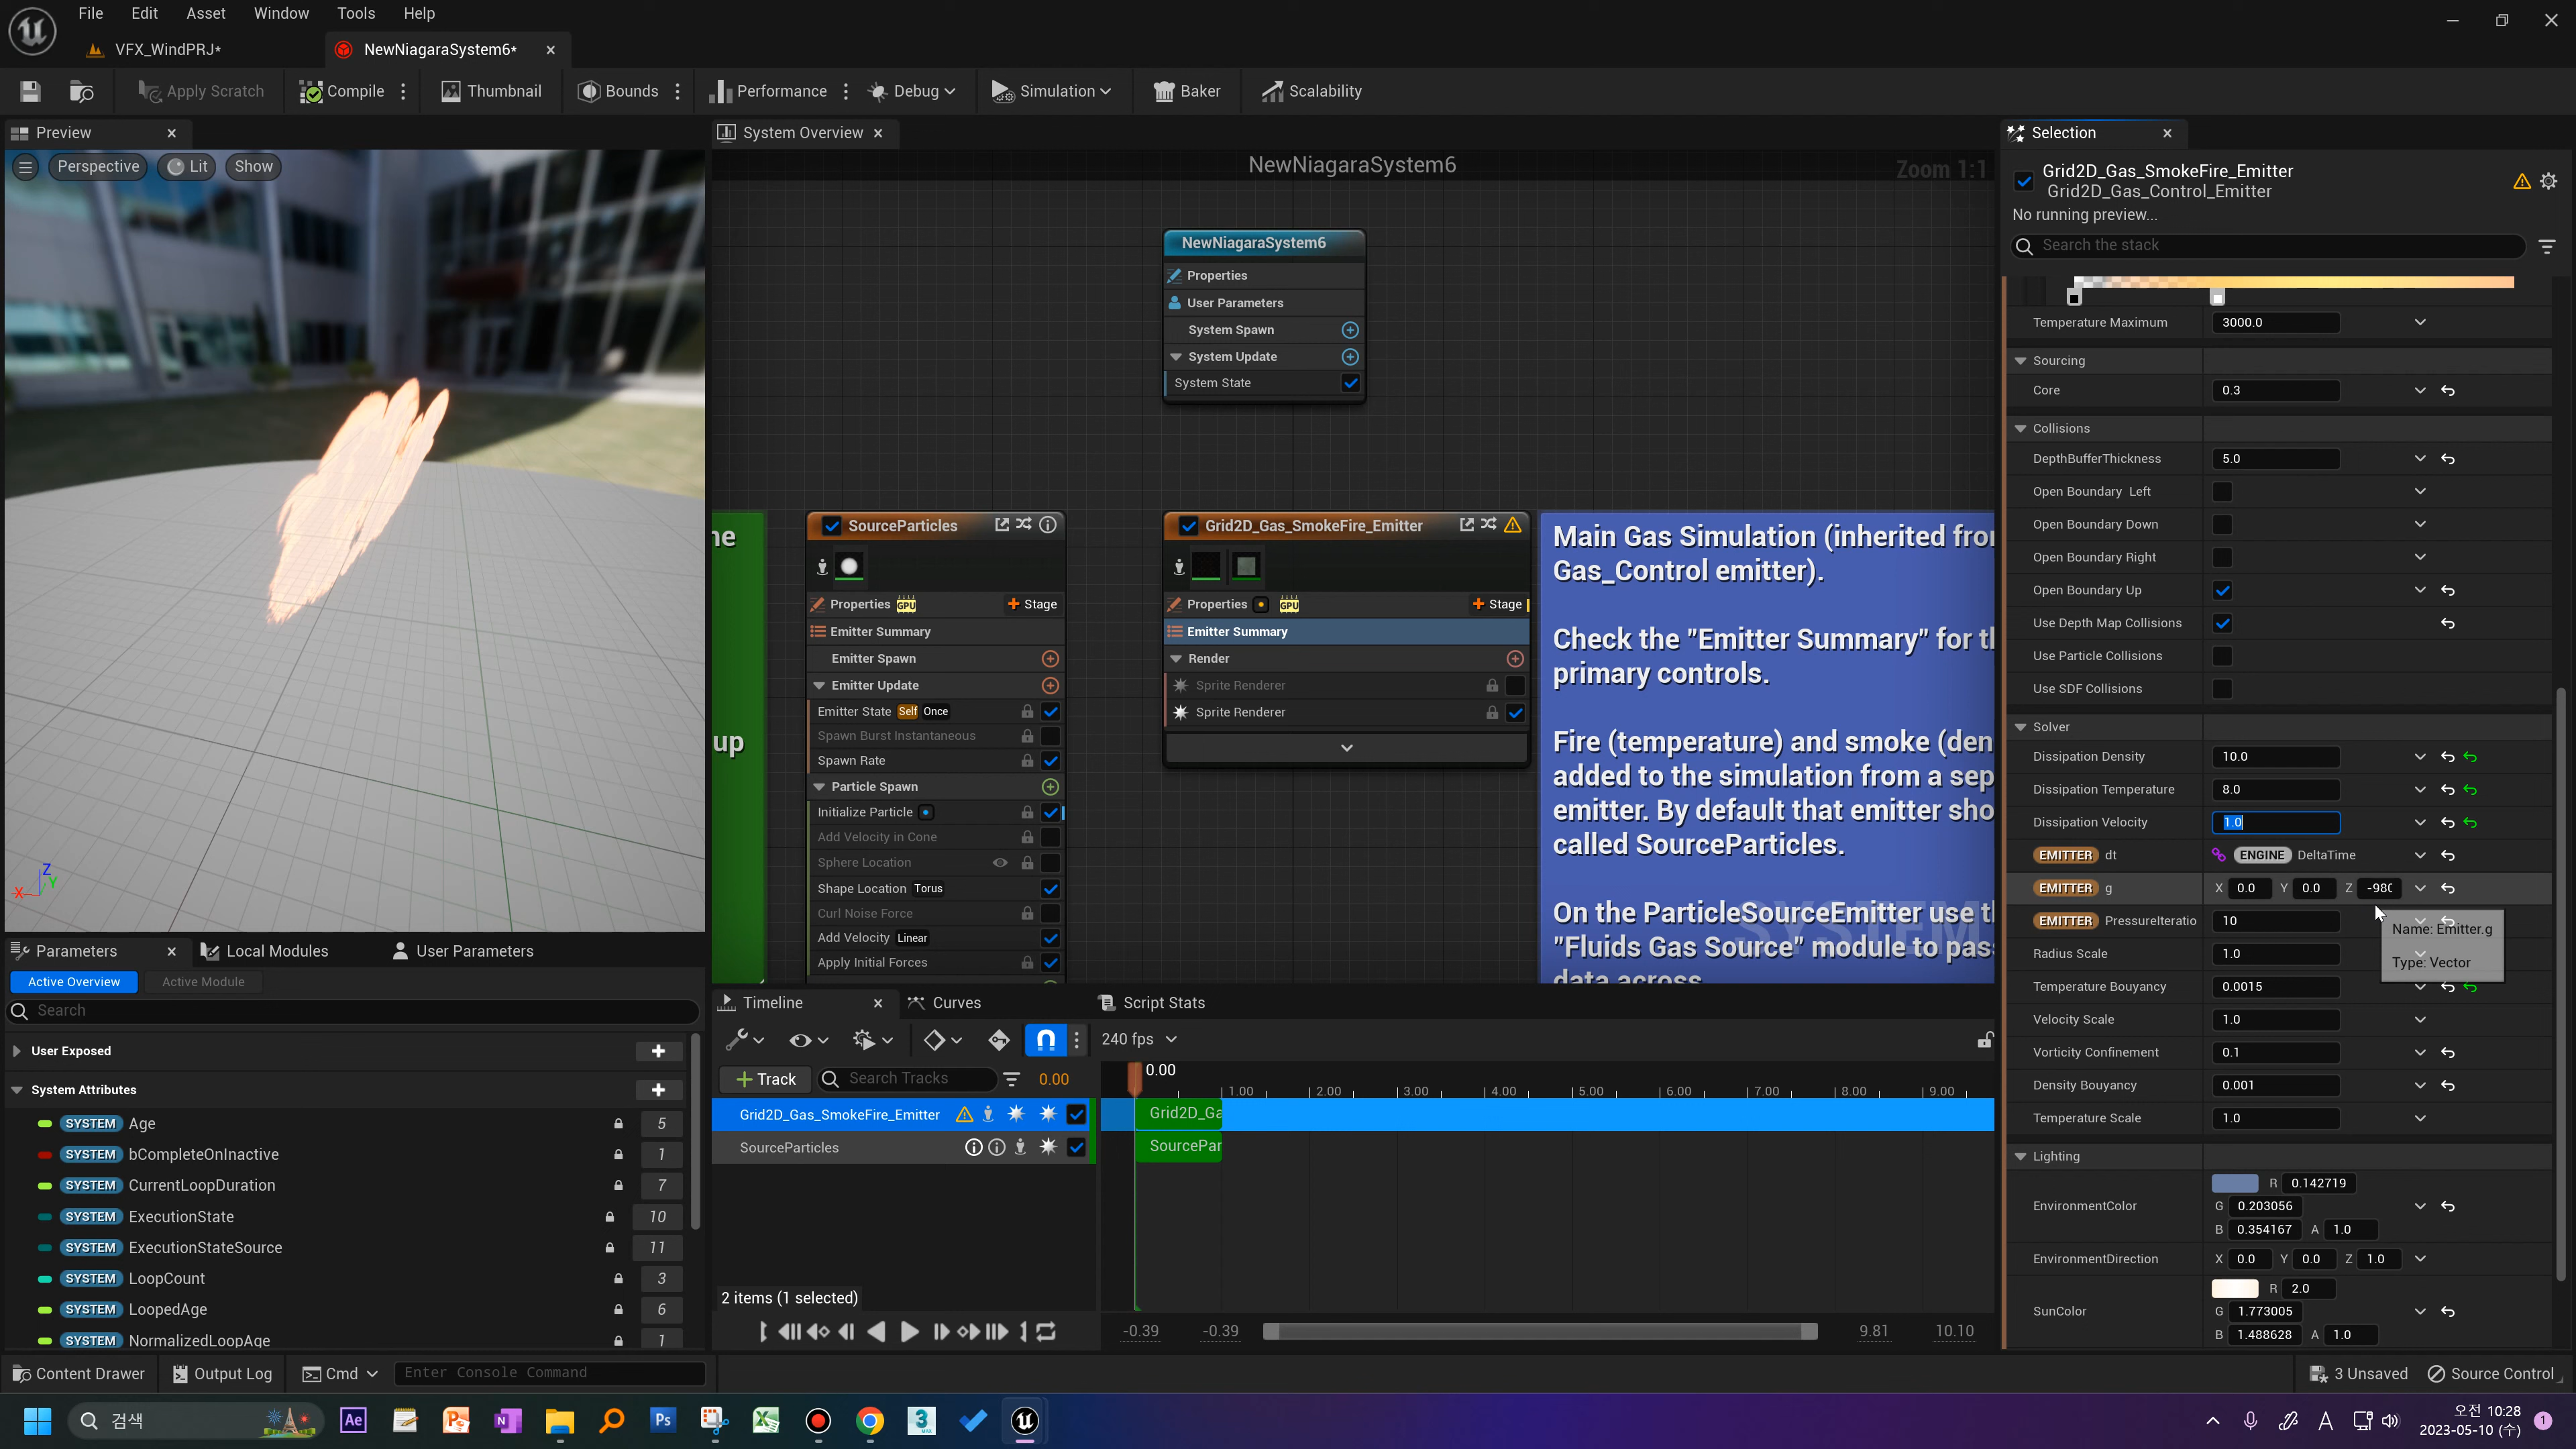 File Edit Asset Window Tools Help
VFX_WindPRJ* NewNiagaraSystem6*
Apply Scratch Compile Thumbnail Bounds Performance Debug Simulation Baker Scalability
Preview
Perspective Lit Show
X Z Y
System Overview
NewNiagaraSystem6
Zoom 1:1
NewNiagaraSystem6
Properties
User Parameters
System Spawn
System Update
System State
ne
up
SourceParticles
Properties GPU Stage
Emitter Summary
Emitter Spawn
Emitter Update
Emitter State Self Once
Spawn Burst Instantaneous
Spawn Rate
Particle Spawn
Initialize Particle
Add Velocity in Cone
Sphere Location
Shape Location Torus
Curl Noise Force
Add Velocity Linear
Apply Initial Forces
Grid2D_Gas_SmokeFire_Emitter
Properties GPU Stage
Emitter Summary
Render
Sprite Renderer
Sprite Renderer
Main Gas Simulation (inherited fro
Gas_Control emitter).
Check the "Emitter Summary" for t
primary controls.
Fire (temperature) and smoke (den
added to the simulation from a sep
emitter. By default that emitter sho
called SourceParticles.
On the ParticleSourceEmitter use t
"Fluids Gas Source" module to pas
data across
SYSTEM
Selection
Grid2D_Gas_SmokeFire_Emitter
Grid2D_Gas_Control_Emitter
No running preview...
Search the stack
Temperature Maximum 3000.0
Sourcing
Core 0.3
Collisions
DepthBufferThickness 5.0
Open Boundary Left
Open Boundary Down
Open Boundary Right
Open Boundary Up
Use Depth Map Collisions
Use Particle Collisions
Use SDF Collisions
Solver
Dissipation Density 10.0
Dissipation Temperature 8.0
Dissipation Velocity 1.0
EMITTER dt ENGINE DeltaTime
EMITTER g X 0.0 Y 0.0 Z -980
EMITTER PressureIteratio 10
Name: Emitter.g
Type: Vector
Radius Scale 1.0
Temperature Bouyancy 0.0015
Velocity Scale 1.0
Vorticity Confinement 0.1
Density Bouyancy 0.001
Temperature Scale 1.0
Lighting
EnvironmentColor R 0.142719
G 0.203056
B 0.354167 A 1.0
EnvironmentDirection X 0.0 Y 0.0 Z 1.0
SunColor R 2.0
G 1.773005
B 1.488628 A 1.0
Parameters Local Modules User Parameters
Active Overview Active Module
Search
User Exposed
System Attributes
SYSTEM Age 5
SYSTEM bCompleteOnInactive 1
SYSTEM CurrentLoopDuration 7
SYSTEM ExecutionState 10
SYSTEM ExecutionStateSource 11
SYSTEM LoopCount 3
SYSTEM LoopedAge 6
SYSTEM NormalizedLoopAge 1
Timeline Curves Script Stats
240 fps
Track Search Tracks 0.00
0.00
1.00 2.00 3.00 4.00 5.00 6.00 7.00 8.00 9.00
Grid2D_Gas_SmokeFire_Emitter Grid2D_Ga
SourceParticles SourcePar
2 items (1 selected)
-0.39 -0.39 9.81 10.10
Content Drawer Output Log Cmd Enter Console Command 3 Unsaved Source Control
검색 Ae Ps 3 MAX A
오전 10:28
2023-05-10 (수) 1